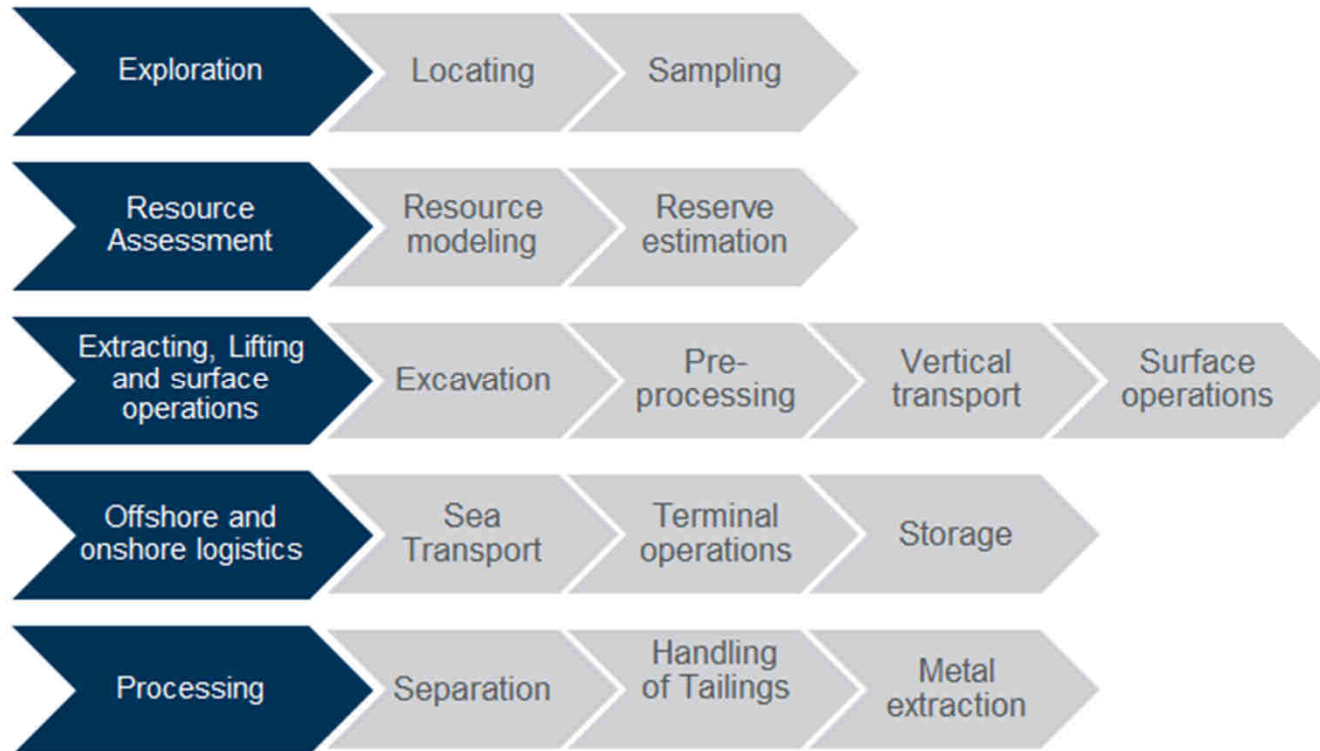 Exploration
Locating
Sampling
Resource
Assessment
Resource
modeling
Reserve
estimation
Extracting, Lifting
and surface
operations
Excavation
Pre-
processing
Vertical
transport
Surface
operations
Offshore and
onshore logistics
Sea
Transport
Terminal
operations
Storage
Processing
Separation
Handling
of Tailings
Metal
extraction